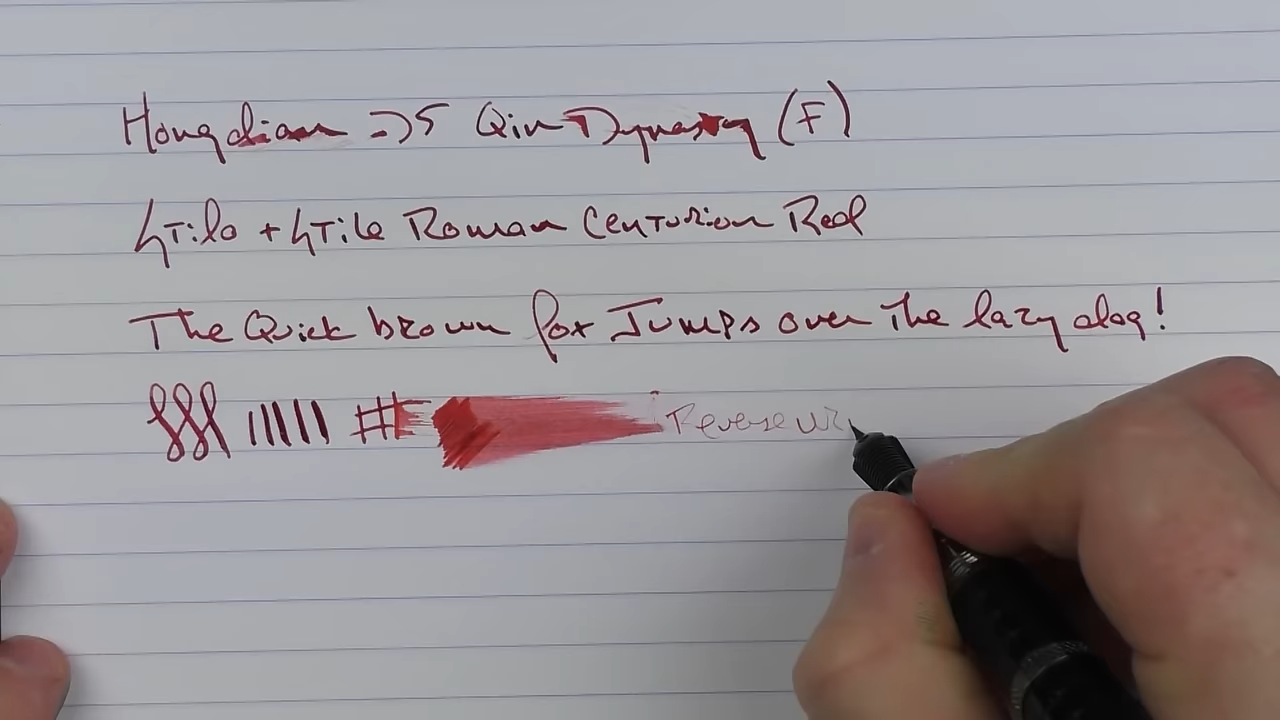 Hongdian D5 Qin Dynasty (F)
Stilo + Stile Roman Centurion Red
The Quick brown fox Jumps over The lazy dog!
Reverse wr